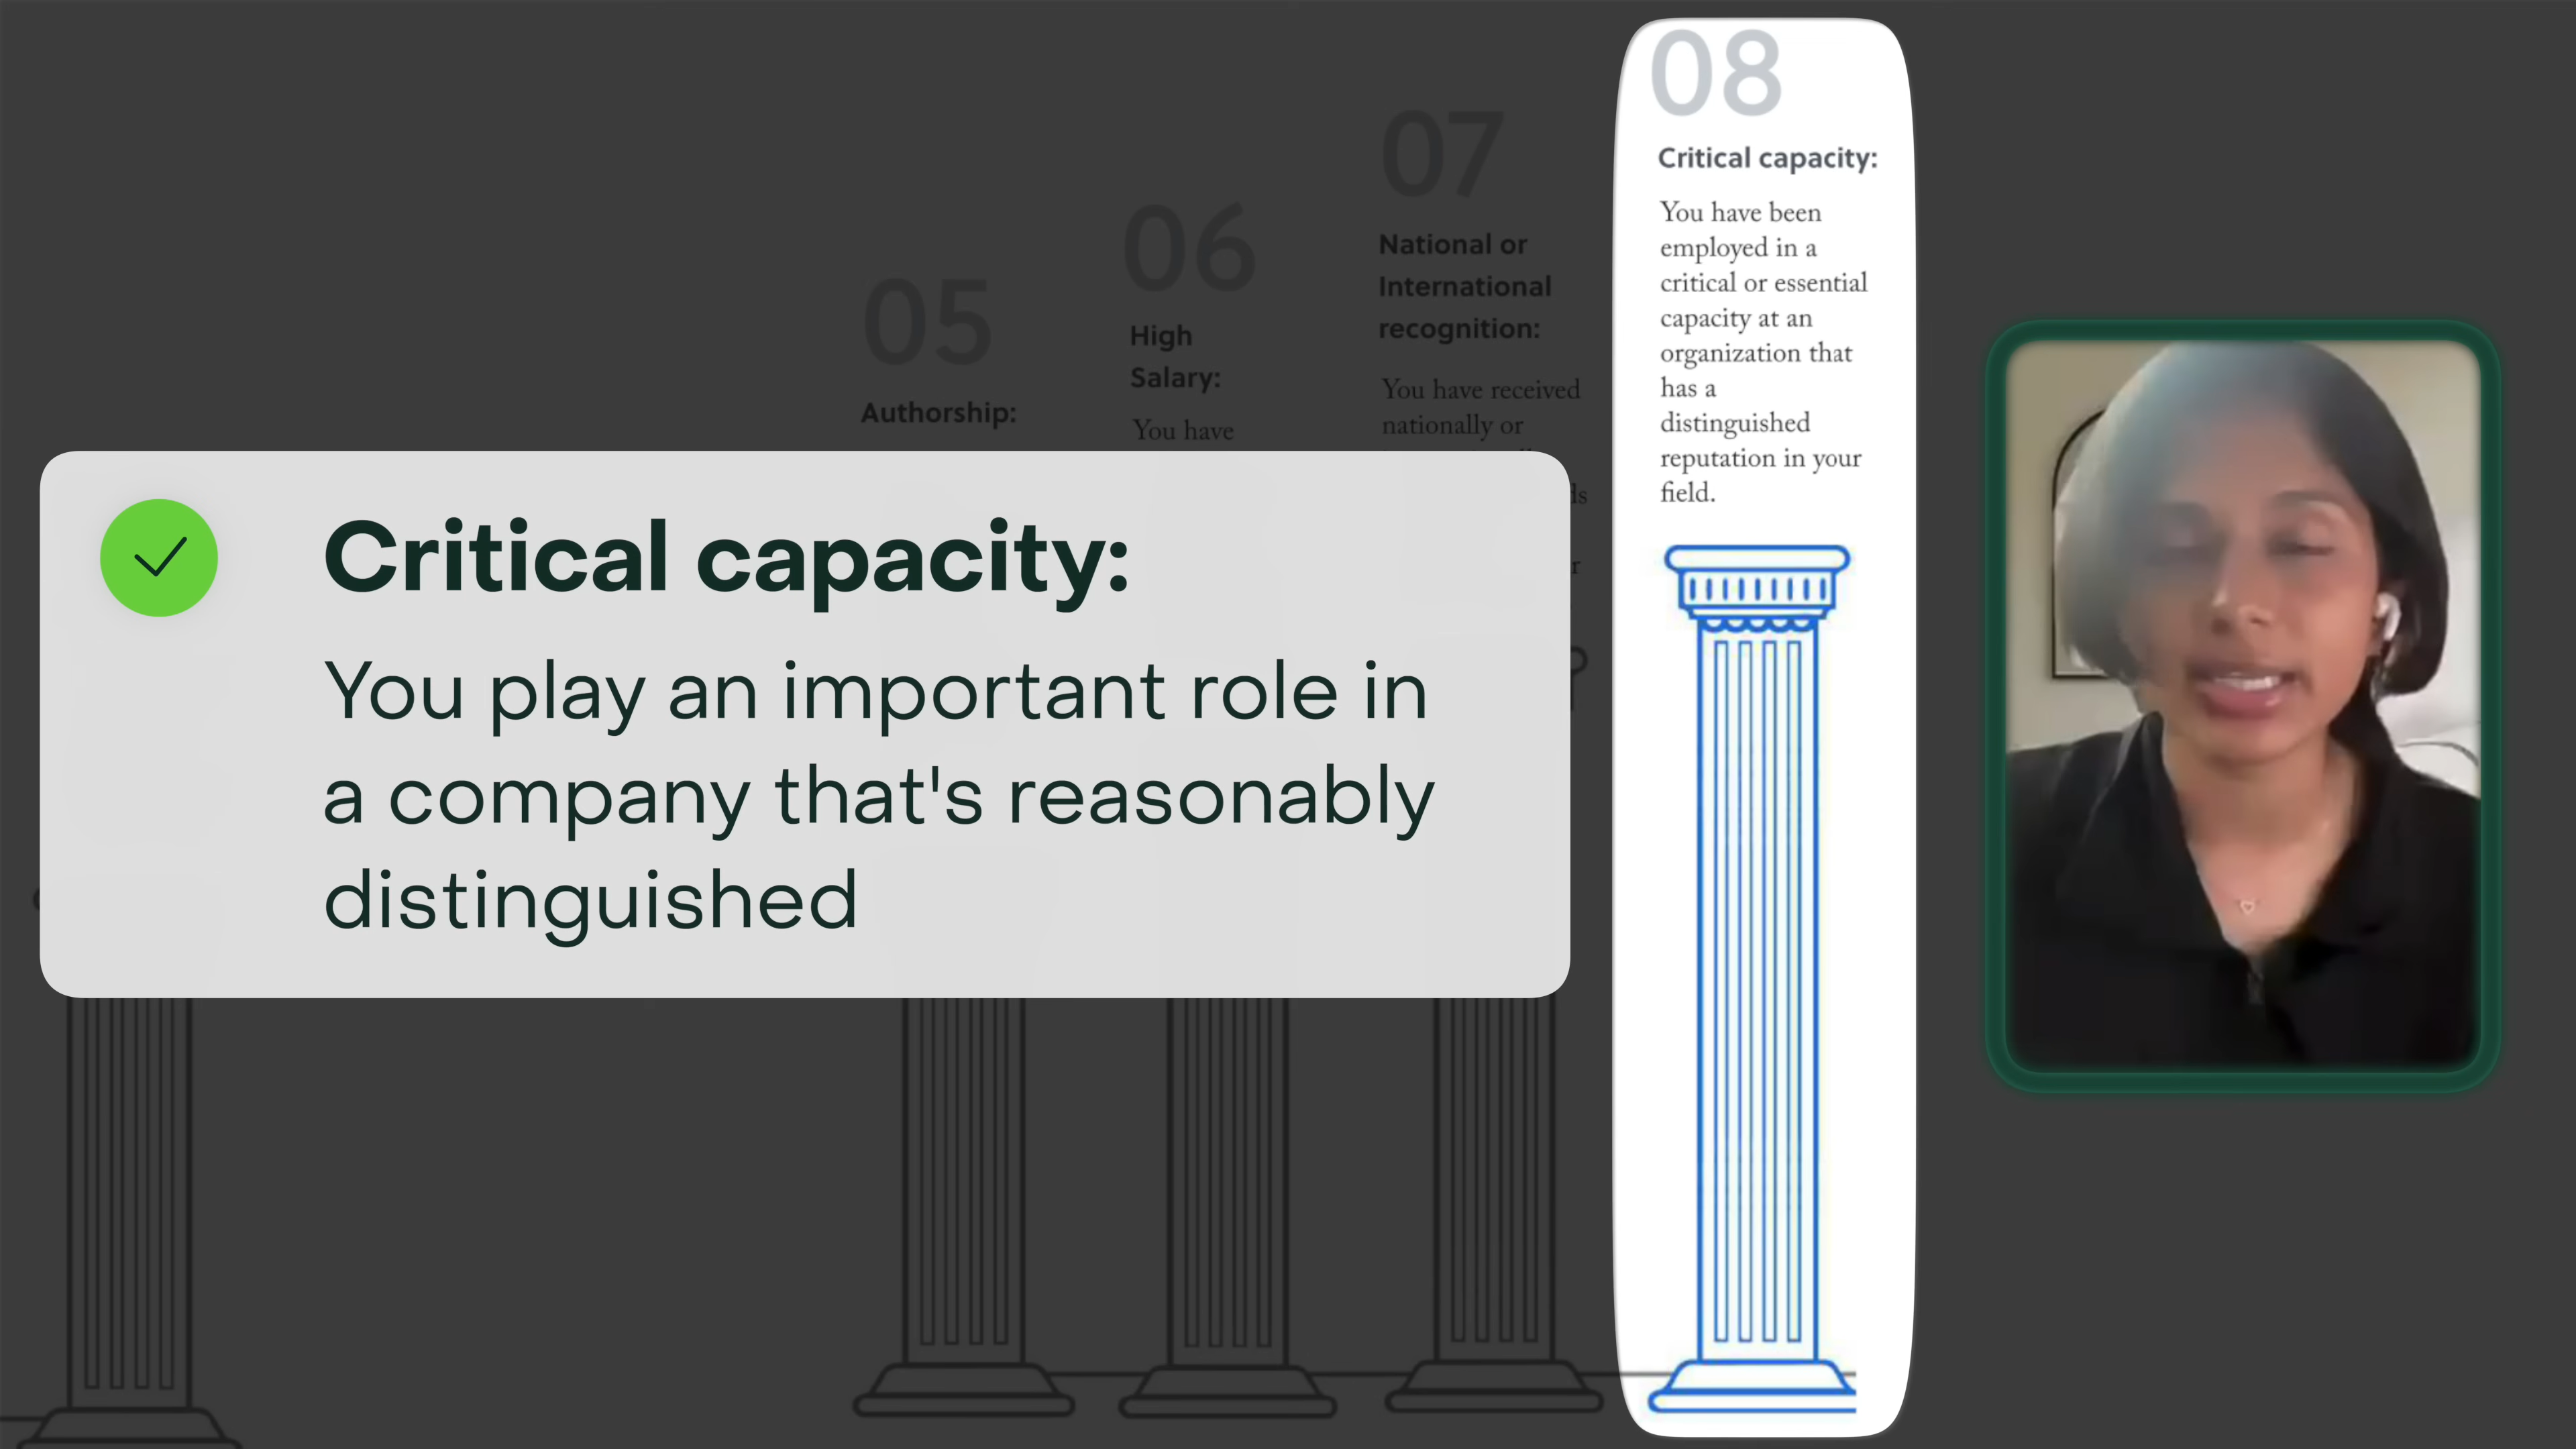 05
Authorship:
06
High
Salary:
You have
07
National or
International
recognition:
You have received
nationally or
08
Critical capacity:
You have been
employed in a
critical or essential
capacity at an
organization that
has a
distinguished
reputation in your
field.
Critical capacity:
You play an important role in
a company that's reasonably
distinguished